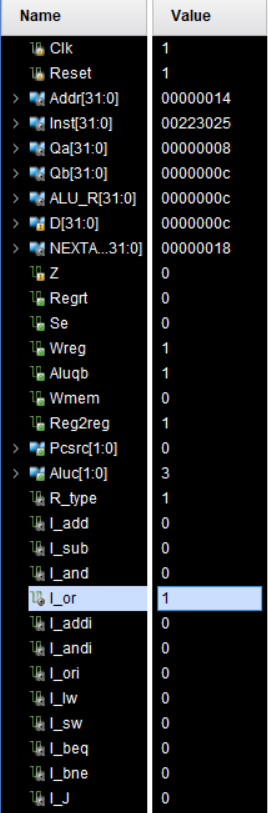 Name Value
Clk 1
Reset 1
Addr[31:0] 00000014
Inst[31:0] 00223025
Qa[31:0] 00000008
Qb[31:0] 0000000c
ALU_R[31:0] 0000000c
D[31:0] 0000000c
NEXTA...31:0] 00000018
Z 0
Regrt 0
Se 0
Wreg 1
Aluqb 1
Wmem 0
Reg2reg 1
Pcsrc[1:0] 0
Aluc[1:0] 3
R_type 1
I_add 0
I_sub 0
I_and 0
I_or 1
I_addi 0
I_andi 0
I_ori 0
I_lw 0
I_sw 0
I_beq 0
I_bne 0
I_J 0